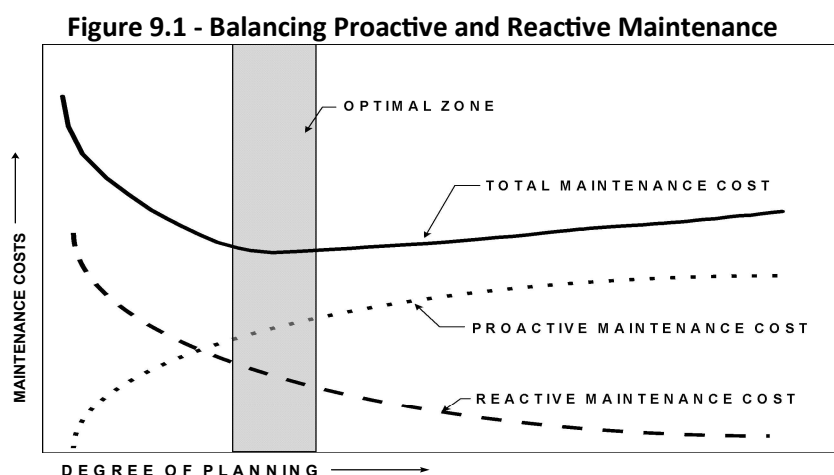 Figure 9.1 - Balancing Proactive and Reactive Maintenance
OPTIMAL ZONE
TOTAL MAINTENANCE COST
PROACTIVE MAINTENANCE COST
REACTIVE MAINTENANCE COST
MAINTENANCE COSTS
DEGREE OF PLANNING